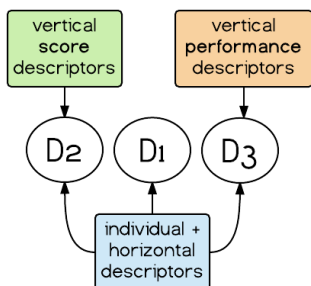 vertical
score
descriptors
vertical
performance
descriptors
D2
D1
D3
individual +
horizontal
descriptors